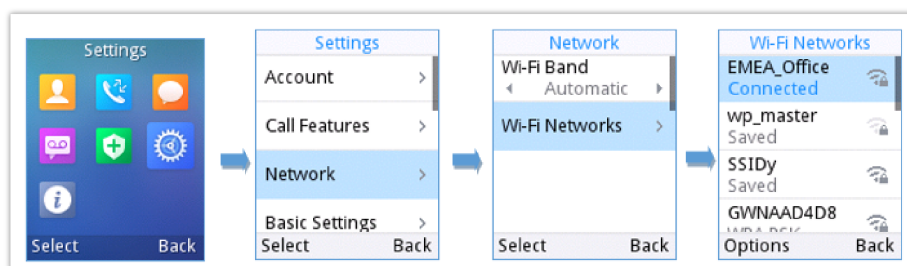 Settings
Select Back
Settings
Account
Call Features
Network
Basic Settings
Select Back
Network
Wi-Fi Band
Automatic
Wi-Fi Networks
Select Back
Wi-Fi Networks
EMEA_Office
Connected
wp_master
Saved
SSIDy
Saved
GWNAAD4D8
Options Back